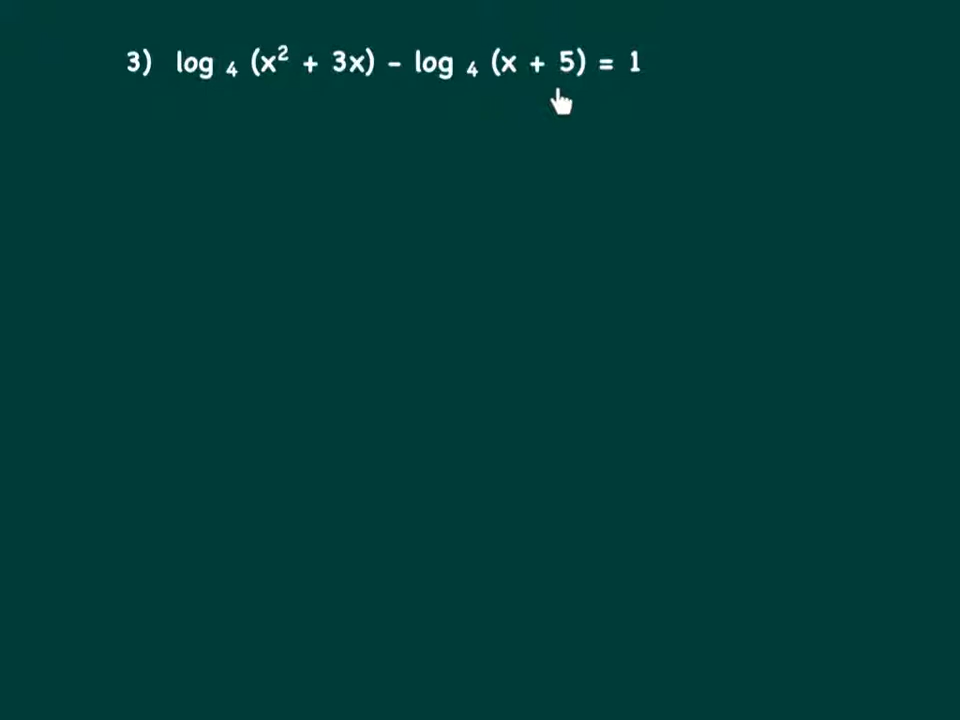 3) log ₄ (x² + 3x) - log ₄ (x + 5) = 1